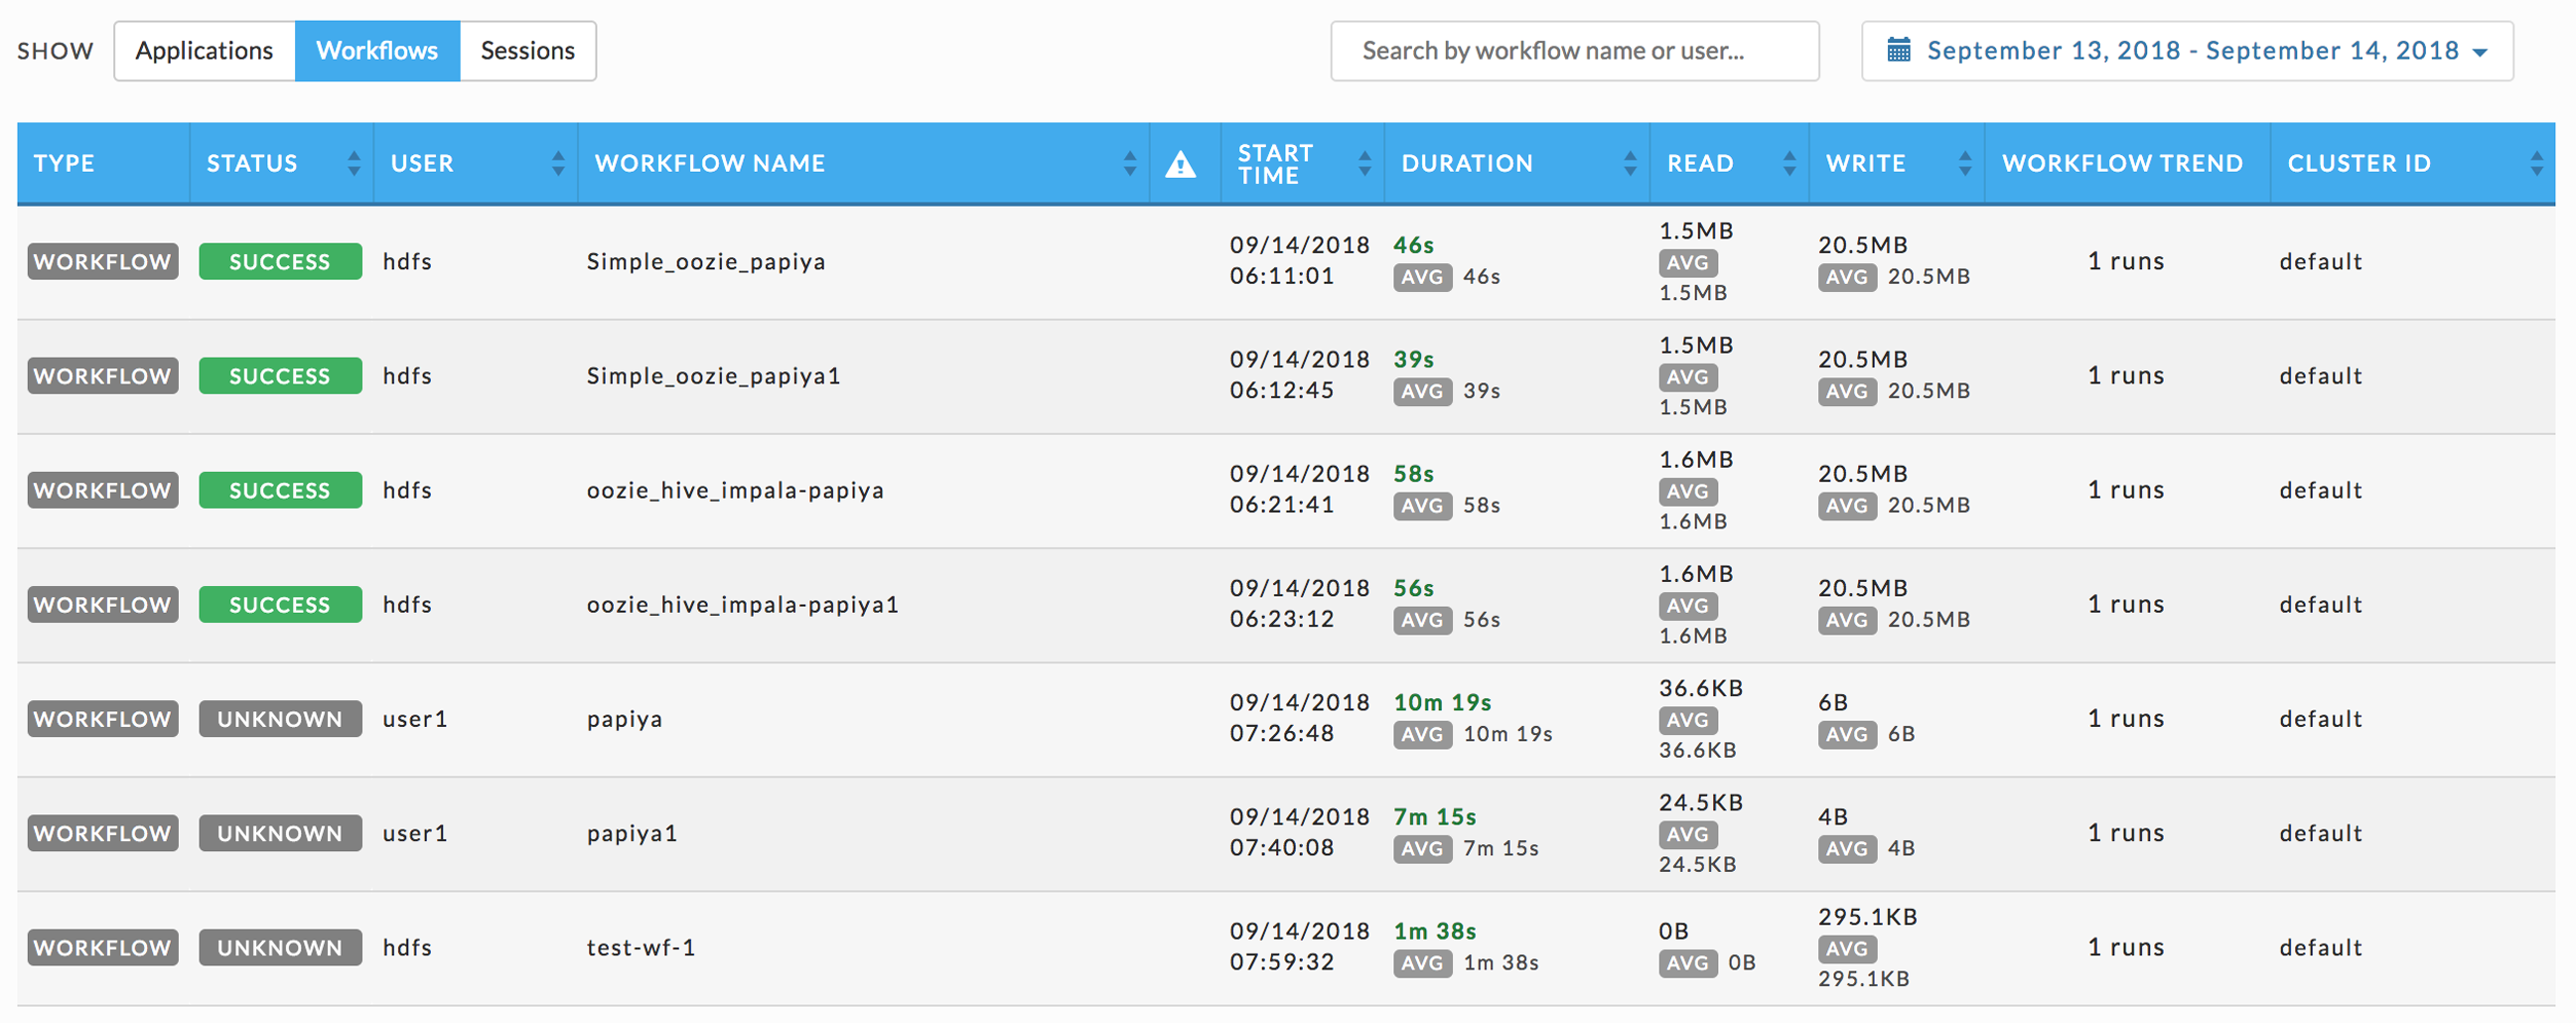 SHOW Applications Workflows Sessions Search by workflow name or user... September 13, 2018 - September 14, 2018
TYPE STATUS USER WORKFLOW NAME START TIME DURATION READ WRITE WORKFLOW TREND CLUSTER ID
WORKFLOW SUCCESS hdfs Simple_oozie_papiya 09/14/2018 06:11:01 46s AVG 46s 1.5MB AVG 1.5MB 20.5MB AVG 20.5MB 1 runs default
WORKFLOW SUCCESS hdfs Simple_oozie_papiya1 09/14/2018 06:12:45 39s AVG 39s 1.5MB AVG 1.5MB 20.5MB AVG 20.5MB 1 runs default
WORKFLOW SUCCESS hdfs oozie_hive_impala-papiya 09/14/2018 06:21:41 58s AVG 58s 1.6MB AVG 1.6MB 20.5MB AVG 20.5MB 1 runs default
WORKFLOW SUCCESS hdfs oozie_hive_impala-papiya1 09/14/2018 06:23:12 56s AVG 56s 1.6MB AVG 1.6MB 20.5MB AVG 20.5MB 1 runs default
WORKFLOW UNKNOWN user1 papiya 09/14/2018 07:26:48 10m 19s AVG 10m 19s 36.6KB AVG 36.6KB 6B AVG 6B 1 runs default
WORKFLOW UNKNOWN user1 papiya1 09/14/2018 07:40:08 7m 15s AVG 7m 15s 24.5KB AVG 24.5KB 4B AVG 4B 1 runs default
WORKFLOW UNKNOWN hdfs test-wf-1 09/14/2018 07:59:32 1m 38s AVG 1m 38s 0B AVG 0B 295.1KB AVG 295.1KB 1 runs default